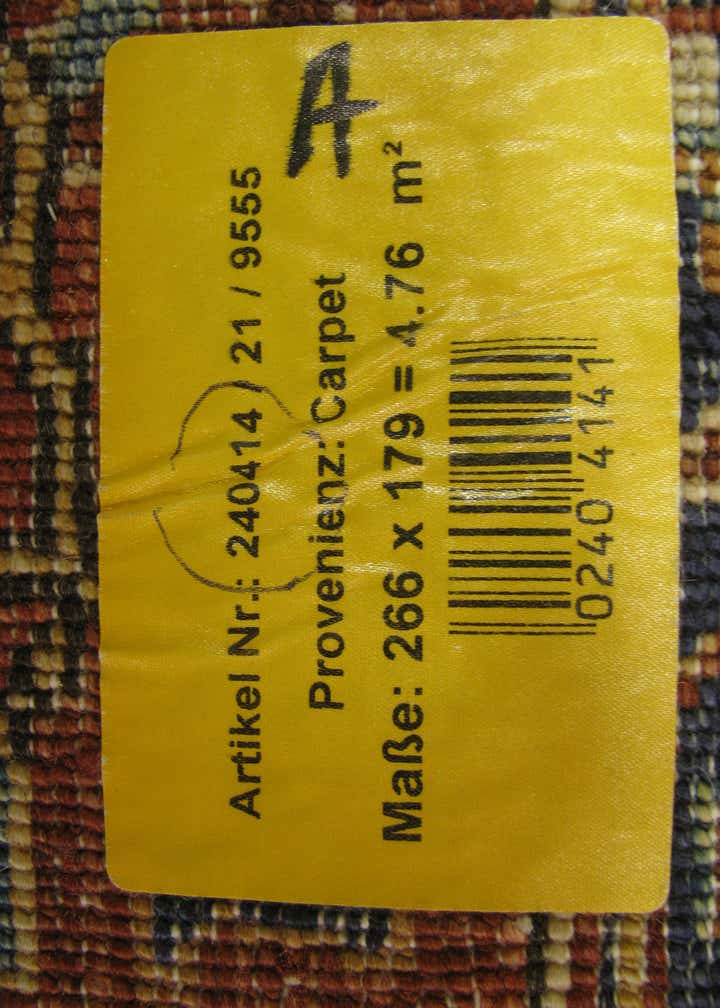 A
Artikel Nr.: 240414 / 21 / 9555
Provenienz: Carpet
Maße: 266 x 179 = 4.76 m²
0240 4141